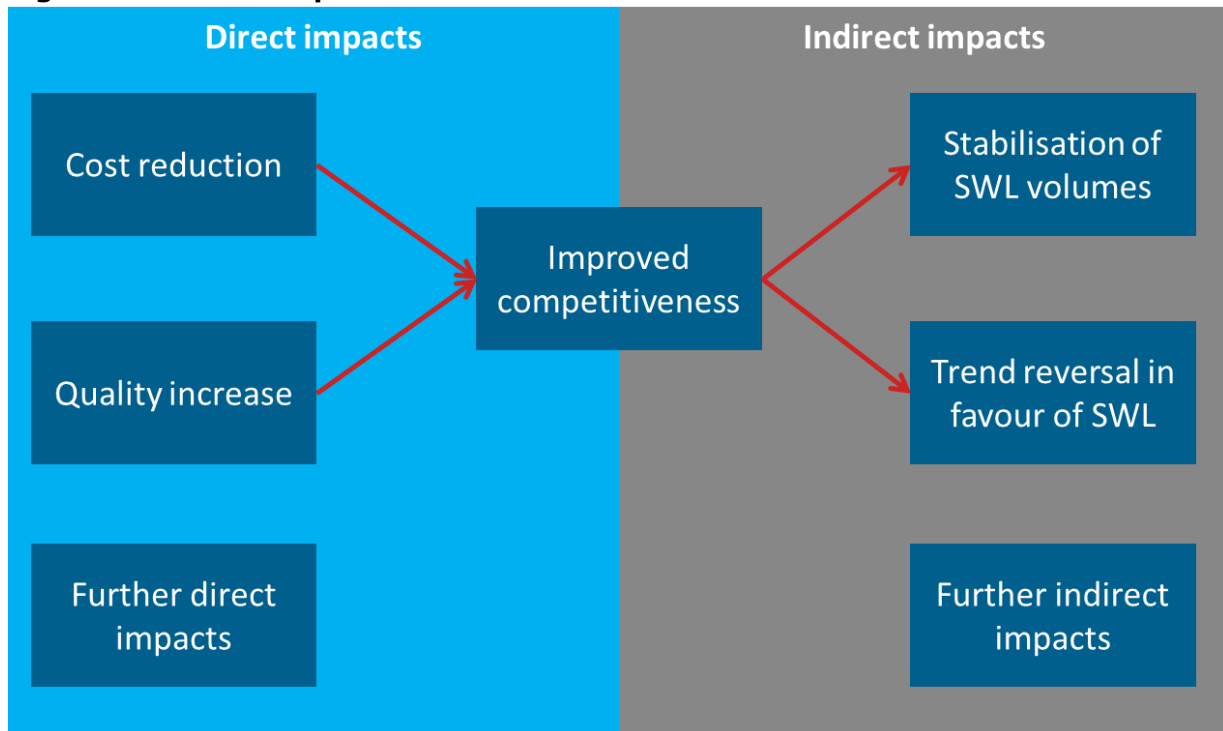 Direct impacts
Indirect impacts
Cost reduction
Stabilisation of
SWL volumes
Improved
competitiveness
Quality increase
Trend reversal in
favour of SWL
Further direct
impacts
Further indirect
impacts